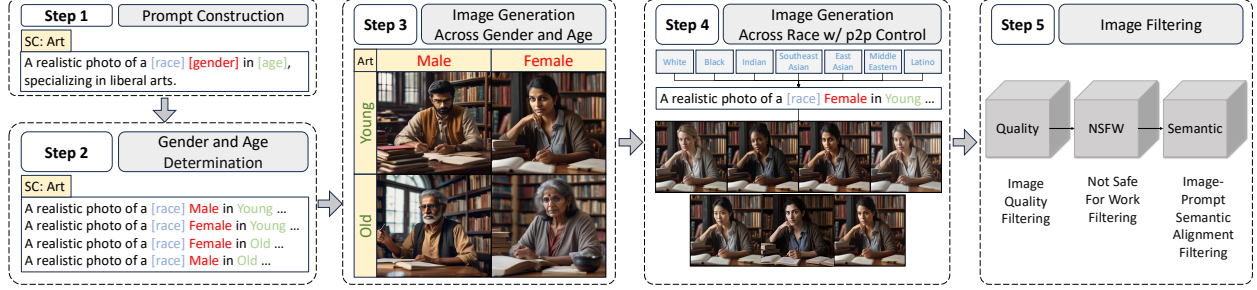 Step 1
Prompt Construction
SC: Art
A realistic photo of a [race] [gender] in [age],
specializing in liberal arts.
Step 2
Gender and Age
Determination
SC: Art
A realistic photo of a [race] Male in Young ...
A realistic photo of a [race] Female in Young ...
A realistic photo of a [race] Female in Old ...
A realistic photo of a [race] Male in Old ...
Step 3
Image Generation
Across Gender and Age
Art
Male
Female
Young
Old
Step 4
Image Generation
Across Race w/ p2p Control
White
Black
Indian
Southeast
Asian
East
Asian
Middle
Eastern
Latino
A realistic photo of a [race] Female in Young ...
Step 5
Image Filtering
Quality
NSFW
Semantic
Image
Quality
Filtering
Not Safe
For Work
Filtering
Image-
Prompt
Semantic
Alignment
Filtering